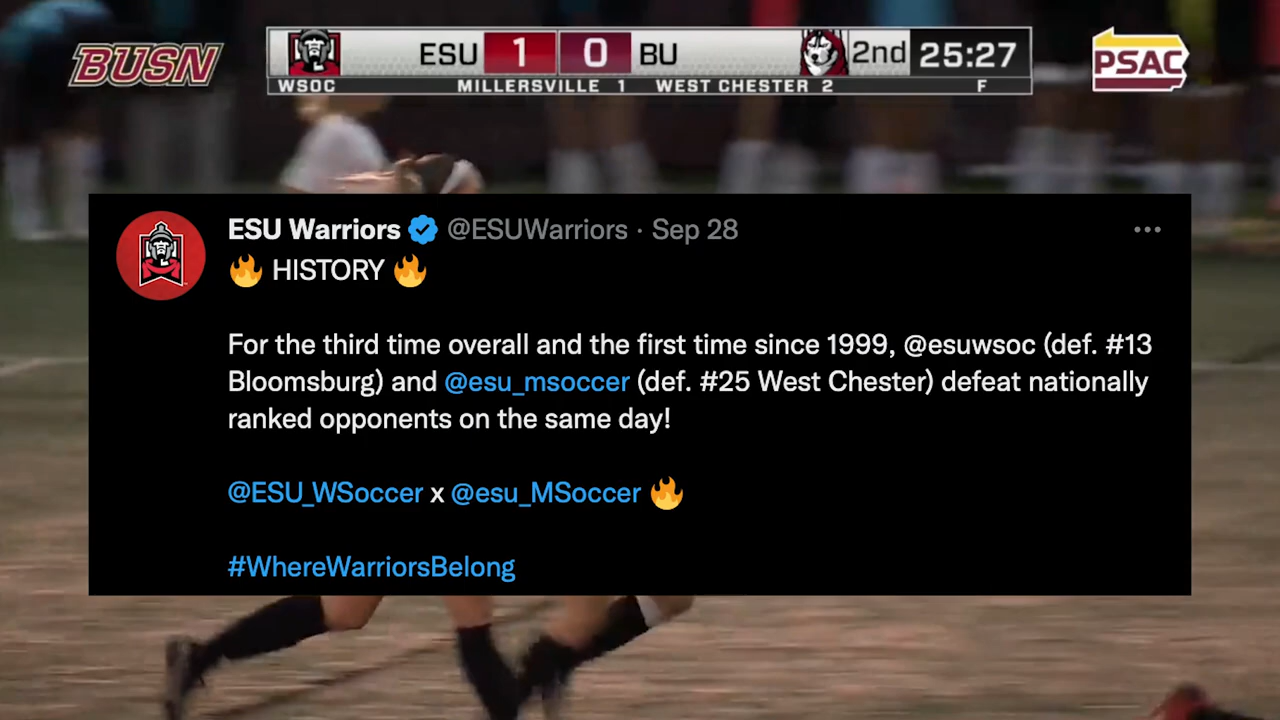 BUSN
ESU 1 0 BU 2nd 25:27
WSOC MILLERSVILLE 1 WEST CHESTER 2 F
PSAC
ESU Warriors @ESUWarriors · Sep 28
🔥 HISTORY 🔥
For the third time overall and the first time since 1999, @esuwsoc (def. #13
Bloomsburg) and @esu_msoccer (def. #25 West Chester) defeat nationally
ranked opponents on the same day!
@ESU_WSoccer x @esu_MSoccer 🔥
#WhereWarriorsBelong